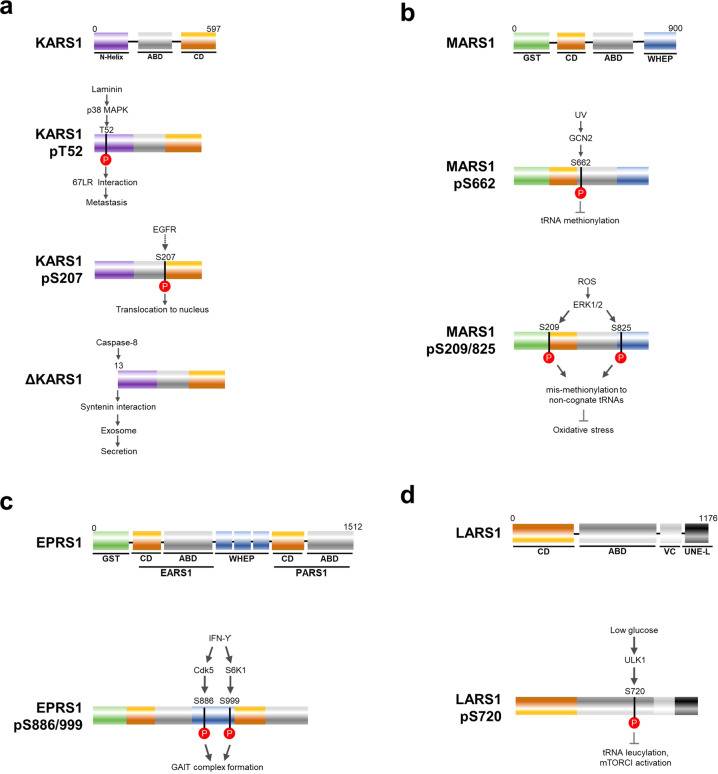 a
0 597
KARS1
N-Helix ABD CD
Laminin
p38 MAPK
T52
KARS1
pT52
P
67LR Interaction
Metastasis
EGFR
S207
KARS1
pS207
P
Translocation to nucleus
Caspase-8
13
ΔKARS1
Syntenin interaction
Exosome
Secretion
b
0 900
MARS1
GST CD ABD WHEP
UV
GCN2
S662
MARS1
pS662
P
tRNA methionylation
ROS
ERK1/2
S209 S825
MARS1
pS209/825
P P
mis-methionylation to
non-cognate tRNAs
Oxidative stress
c
0 1512
EPRS1
GST CD ABD WHEP CD ABD
EARS1 PARS1
IFN-ϒ
Cdk5 S6K1
S886 S999
EPRS1
pS886/999
P P
GAIT complex formation
d
0 1176
LARS1
CD ABD VC UNE-L
Low glucose
ULK1
S720
LARS1
pS720
P
tRNA leucylation,
mTORCI activation